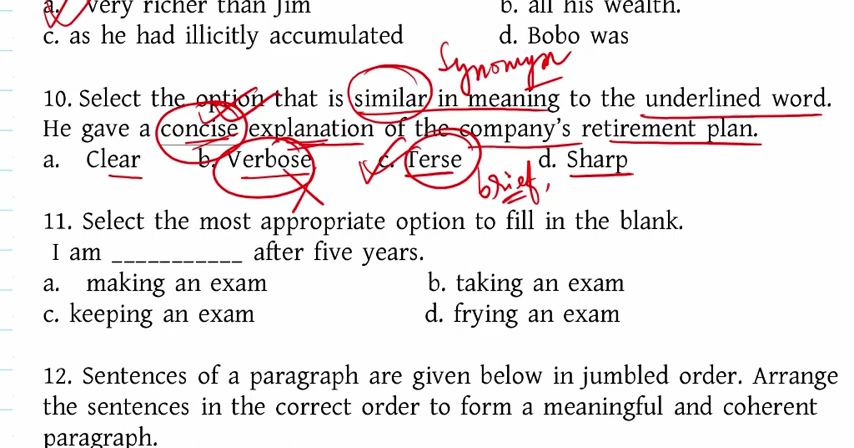 a. very richer than Jim b. all his wealth.
c. as he had illicitly accumulated d. Bobo was
Synonym
10. Select the option that is similar in meaning to the underlined word.
He gave a concise explanation of the company's retirement plan.
a. Clear b. Verbose c. Terse d. Sharp
brief,
11. Select the most appropriate option to fill in the blank.
I am ___________ after five years.
a. making an exam b. taking an exam
c. keeping an exam d. frying an exam
12. Sentences of a paragraph are given below in jumbled order. Arrange
the sentences in the correct order to form a meaningful and coherent
paragraph.